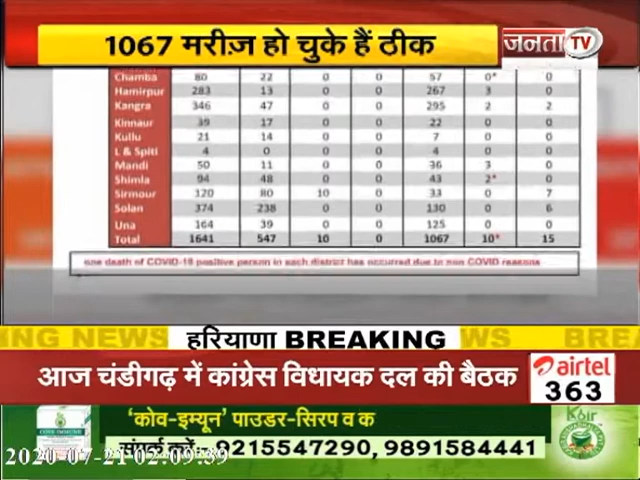 1067 मरीज़ हो चुके हैं ठीक
जनता TV
Chamba 80 22 0 0 57 0* 0
Hamirpur 283 13 0 0 267 3 0
Kangra 346 47 0 0 295 2 2
Kinnaur 39 17 0 0 22 0 0
Kullu 21 14 0 0 7 0 0
L & Spiti 4 0 0 0 4 0 0
Mandi 50 11 0 0 36 3 0
Shimla 94 48 0 0 43 2* 0
Sirmour 120 80 10 0 33 0 7
Solan 374 238 0 0 130 0 6
Una 164 39 0 0 125 0 0
Total 1641 547 10 0 1067 10* 15
one death of COVID-19 positive person in each district has occurred due to non COVID reasons
ING NEWS हरियाणा BREAKING WS BREA
आज चंडीगढ़ में कांग्रेस विधायक दल की बैठक
airtel
363
'कोव-इम्यून' पाउडर-सिरप व क
संपर्क करें:- 9215547290, 9891584441
COVE IMMUNE
Koir
2020-07-21 02:09:39